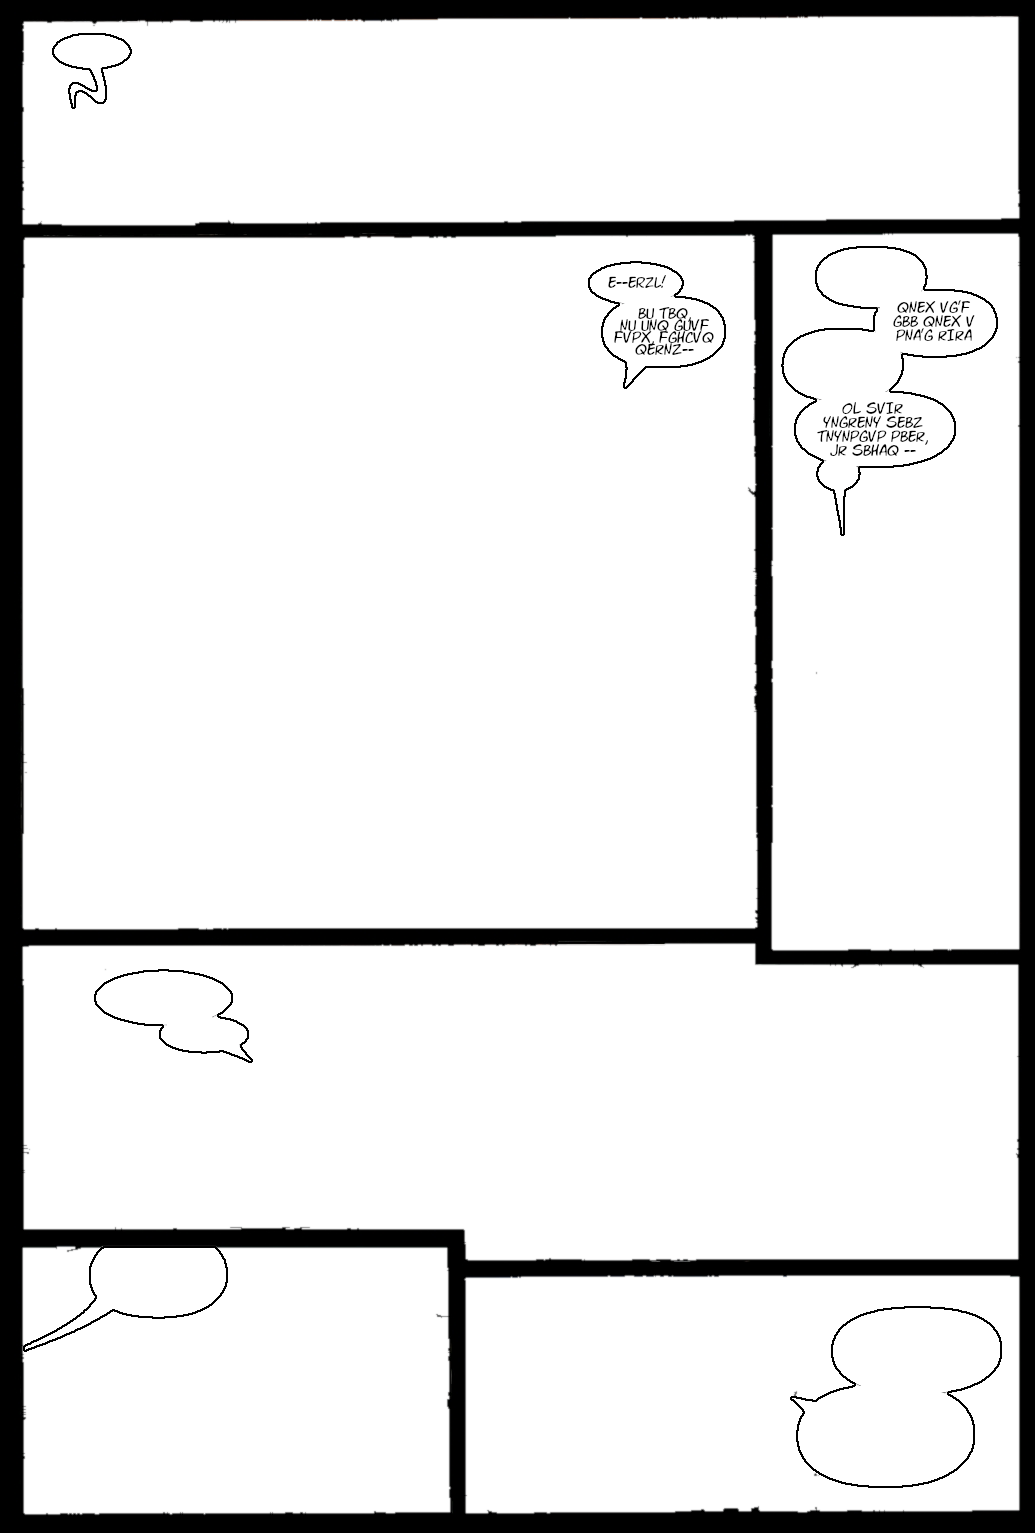 E--ERZL!
BU TBQ,
NU UNQ GUVF
FVPX, FGHCVQ
QERNZ--
QNEX VG'F
GBB QNEX V
PNA'G RIRA
OL SVIR
YNGRENY SEBZ
TNYNPGVP PBER,
JR SBHAQ --